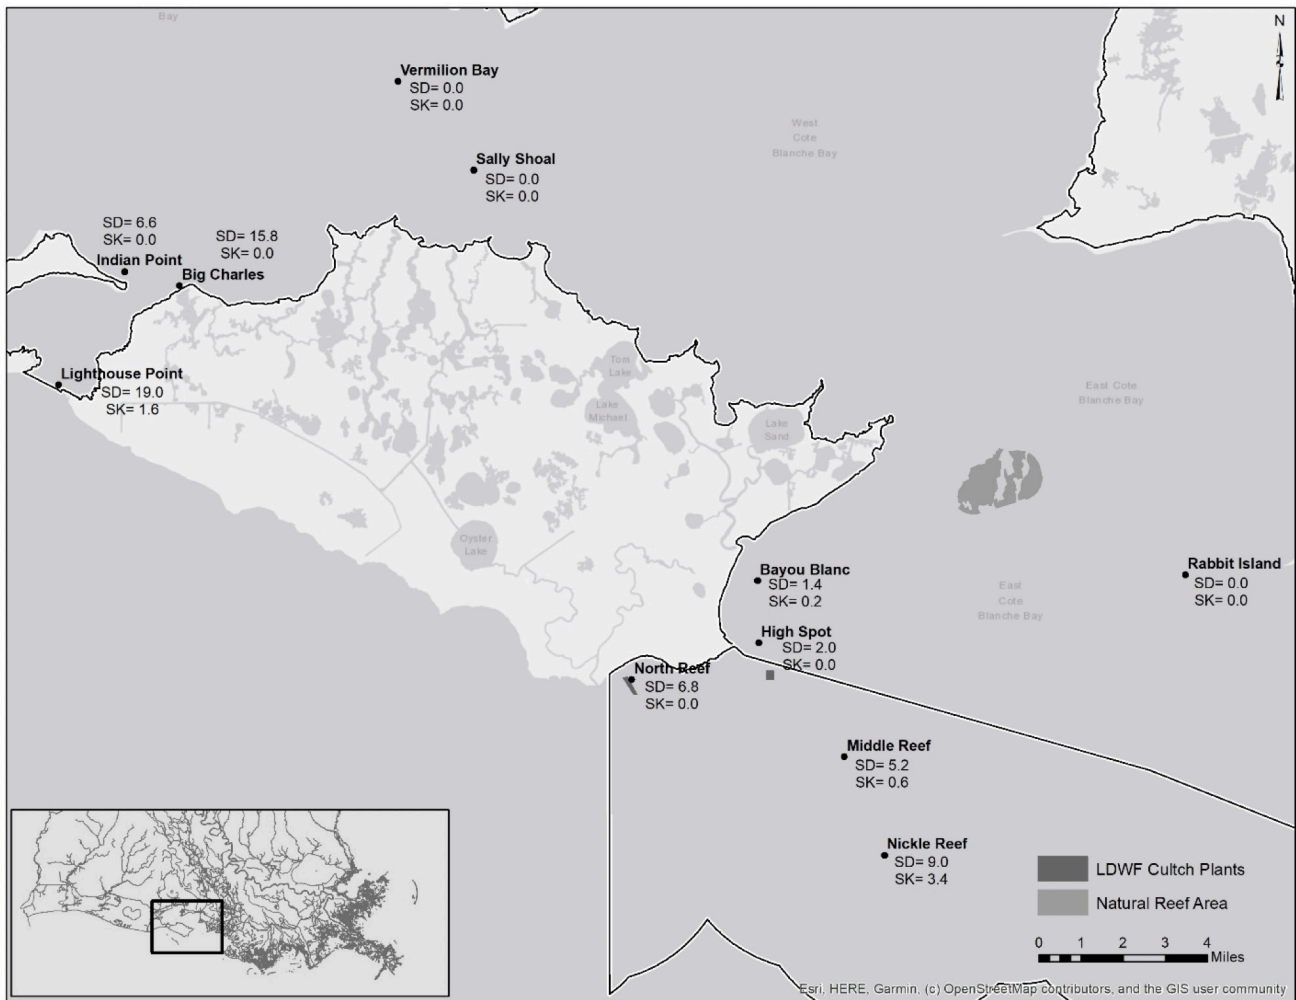 Bay
N
Vermilion Bay
SD= 0.0
SK= 0.0
West
Cote
Blanche Bay
Sally Shoal
SD= 0.0
SK= 0.0
SD= 6.6
SK= 0.0
Indian Point
SD= 15.8
SK= 0.0
Big Charles
Lighthouse Point
SD= 19.0
SK= 1.6
Tom
Lake
Lake
Michael
Lake
Sand
East Cote
Blanche Bay
Oyster
Lake
Bayou Blanc
SD= 1.4
SK= 0.2
East
Cote
Blanche Bay
Rabbit Island
SD= 0.0
SK= 0.0
High Spot
SD= 2.0
SK= 0.0
North Reef
SD= 6.8
SK= 0.0
Middle Reef
SD= 5.2
SK= 0.6
Nickle Reef
SD= 9.0
SK= 3.4
LDWF Cultch Plants
Natural Reef Area
0 1 2 3 4
Miles
Esri, HERE, Garmin, (c) OpenStreetMap contributors, and the GIS user community